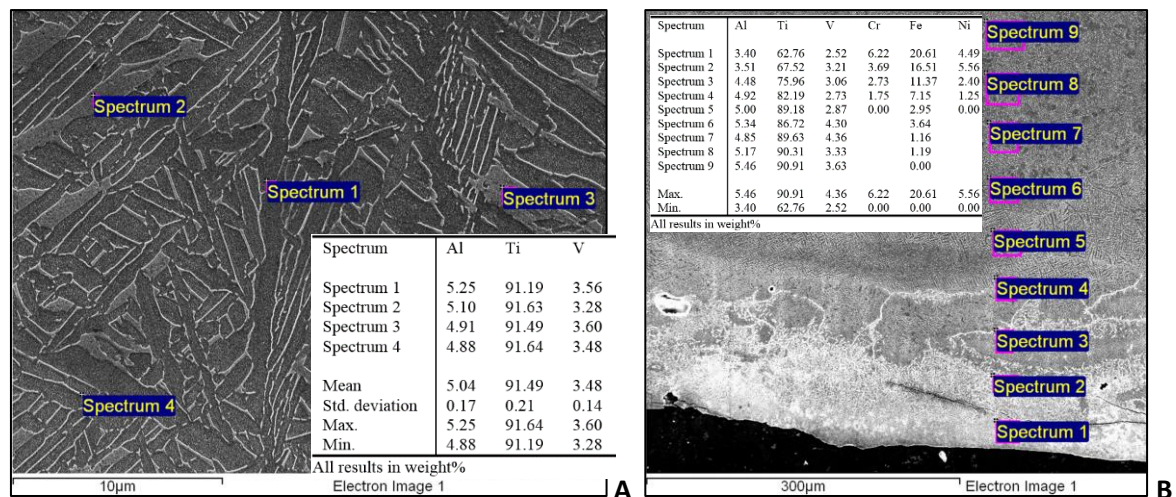 Spectrum 2
Spectrum 1
Spectrum 3
Spectrum 4
Spectrum Al Ti V
Spectrum 1 5.25 91.19 3.56
Spectrum 2 5.10 91.63 3.28
Spectrum 3 4.91 91.49 3.60
Spectrum 4 4.88 91.64 3.48
Mean 5.04 91.49 3.48
Std. deviation 0.17 0.21 0.14
Max. 5.25 91.64 3.60
Min. 4.88 91.19 3.28
All results in weight%
10µm Electron Image 1
A
Spectrum Al Ti V Cr Fe Ni
Spectrum 1 3.40 62.76 2.52 6.22 20.61 4.49
Spectrum 2 3.51 67.52 3.21 3.69 16.51 5.56
Spectrum 3 4.48 75.96 3.06 2.73 11.37 2.40
Spectrum 4 4.92 82.19 2.73 1.75 7.15 1.25
Spectrum 5 5.00 89.18 2.87 0.00 2.95 0.00
Spectrum 6 5.34 86.72 4.30 3.64
Spectrum 7 4.85 89.63 4.36 1.16
Spectrum 8 5.17 90.31 3.33 1.19
Spectrum 9 5.46 90.91 3.63 0.00
Max. 5.46 90.91 4.36 6.22 20.61 5.56
Min. 3.40 62.76 2.52 0.00 0.00 0.00
All results in weight%
Spectrum 9
Spectrum 8
Spectrum 7
Spectrum 6
Spectrum 5
Spectrum 4
Spectrum 3
Spectrum 2
Spectrum 1
300µm Electron Image 1
B